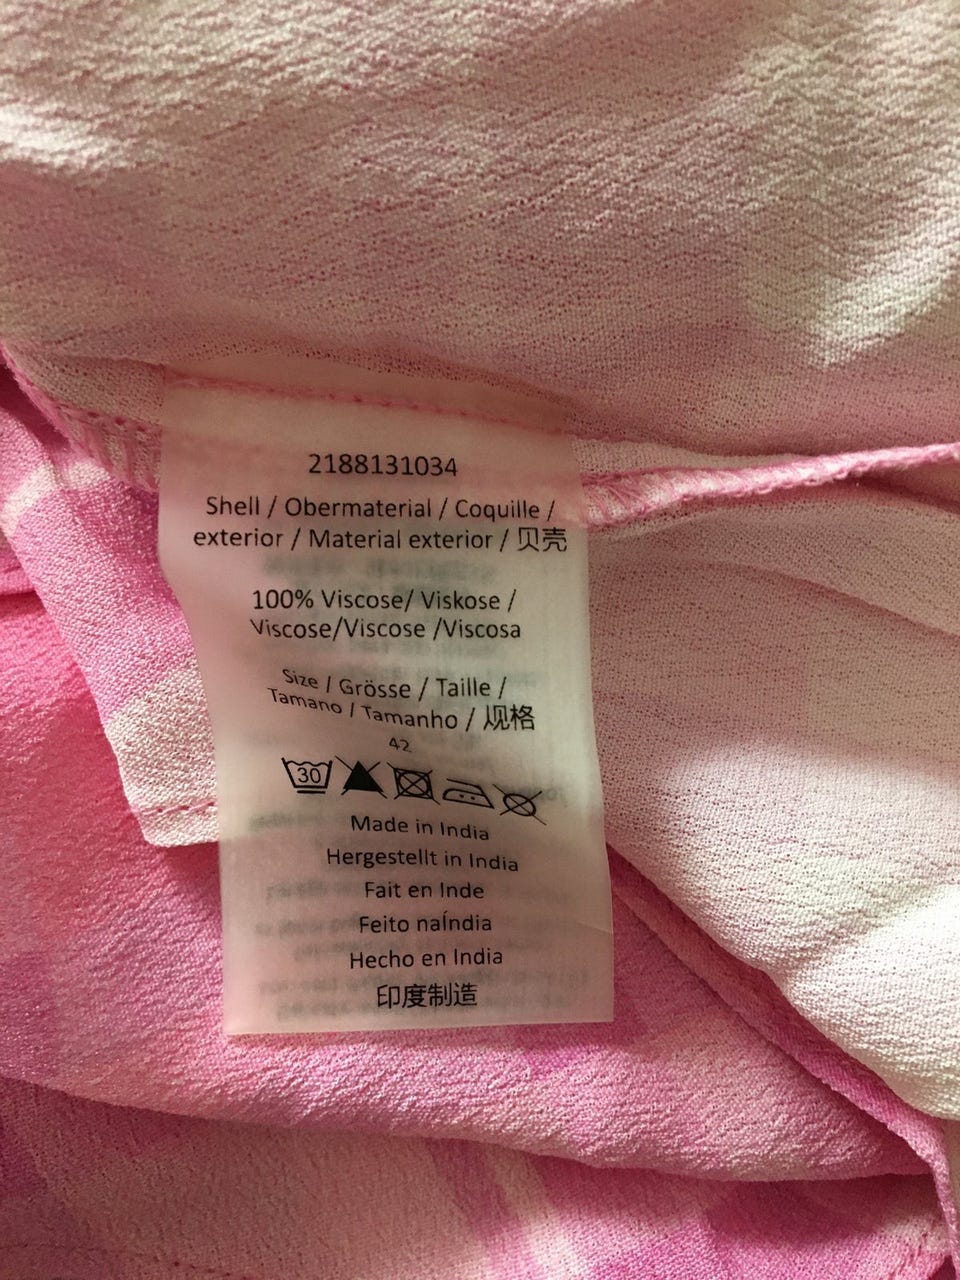 2188131034
Shell / Obermaterial / Coquille /
exterior / Material exterior / 贝壳
100% Viscose/ Viskose /
Viscose/Viscose /Viscosa
Size / Grösse / Taille /
Tamano / Tamanho / 规格
42
30
Made in India
Hergestellt in India
Fait en Inde
Feito naÍndia
Hecho en India
印度制造